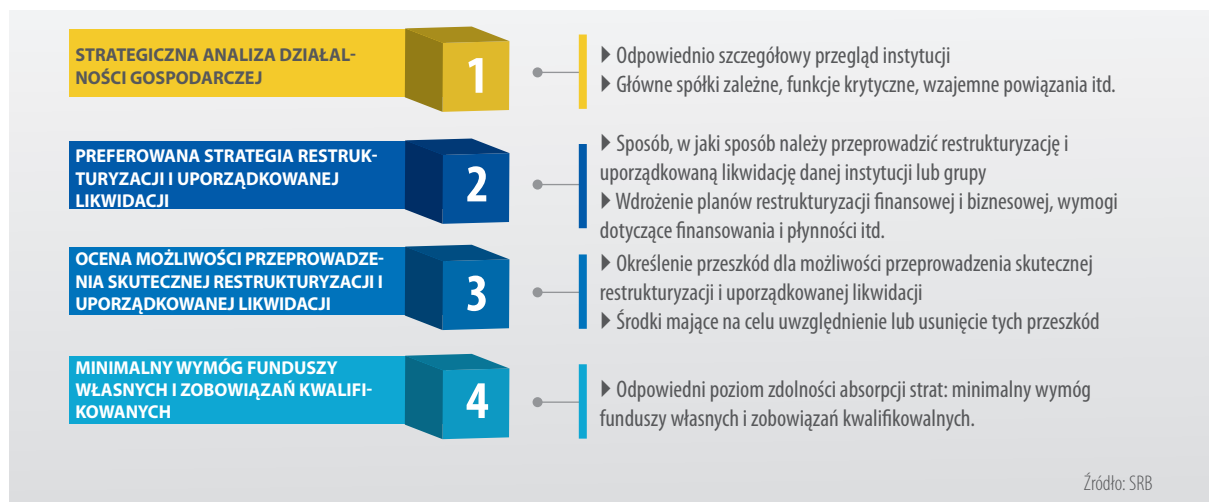 STRATEGICZNA ANALIZA DZIAŁAL-
NOŚCI GOSPODARCZEJ
1
▶ Odpowiednio szczegółowy przegląd instytucji
▶ Główne spółki zależne, funkcje krytyczne, wzajemne powiązania itd.
PREFEROWANA STRATEGIA RESTRUK-
TURYZACJI I UPORZĄDKOWANEJ
LIKWIDACJI
2
▶ Sposób, w jaki sposób należy przeprowadzić restrukturyzację i
uporządkowaną likwidację danej instytucji lub grupy
▶ Wdrożenie planów restrukturyzacji finansowej i biznesowej, wymogi
dotyczące finansowania i płynności itd.
OCENA MOŻLIWOŚCI PRZEPROWADZE-
NIA SKUTECZNEJ RESTRUKTURYZACJI I
UPORZĄDKOWANEJ LIKWIDACJI
3
▶ Określenie przeszkód dla możliwości przeprowadzenia skutecznej
restrukturyzacji i uporządkowanej likwidacji
▶ Środki mające na celu uwzględnienie lub usunięcie tych przeszkód
MINIMALNY WYMÓG FUNDUSZY
WŁASNYCH I ZOBOWIĄZAŃ KWALIFI-
KOWANYCH
4
▶ Odpowiedni poziom zdolności absorpcji strat: minimalny wymóg
funduszy własnych i zobowiązań kwalifikowalnych.
Źródło: SRB